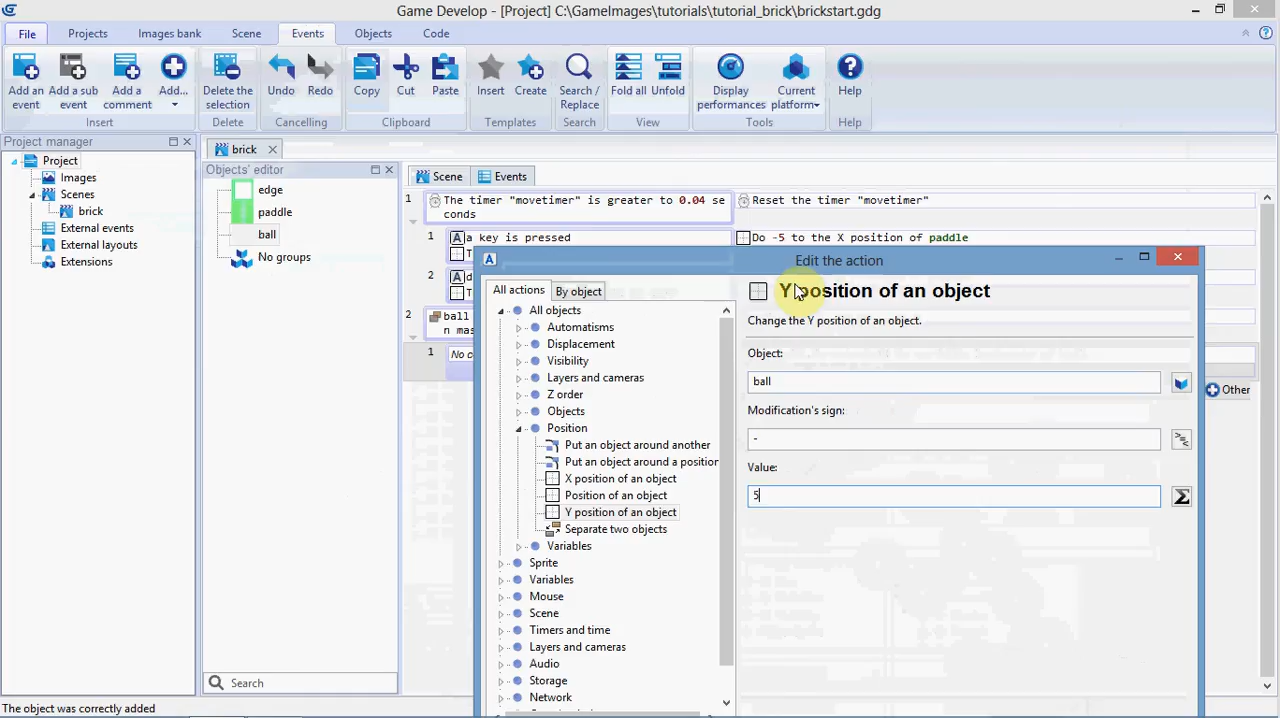 Game Develop - [Project] C:\GameImages\tutorials\tutorial_brick\brickstart.gdg
File Projects Images bank Scene Events Objects Code
Add an event
Add a sub event
Add a comment
Add...
Delete the selection
Undo
Redo
Copy
Cut
Paste
Insert
Create
Search / Replace
Fold all
Unfold
Display performances
Current platform
Help
Insert Delete Cancelling Clipboard Templates Search View Tools Help
Project manager
Project
Images
Scenes
brick
External events
External layouts
Extensions
brick
Objects' editor
edge
paddle
ball
No groups
Search
Scene Events
1 The timer "movetimer" is greater to 0.04 se
conds
Reset the timer "movetimer"
1 a key is pressed
Do -5 to the X position of paddle
T
2 d
T
2 ball
n mas
1 No c
Other
Edit the action
All actions By object
All objects
Automatisms
Displacement
Visibility
Layers and cameras
Z order
Objects
Position
Put an object around another
Put an object around a position
X position of an object
Position of an object
Y position of an object
Separate two objects
Variables
Sprite
Variables
Mouse
Scene
Timers and time
Layers and cameras
Audio
Storage
Network
Y position of an object
Change the Y position of an object.
Object:
ball
Modification's sign:
-
Value:
5
The object was correctly added